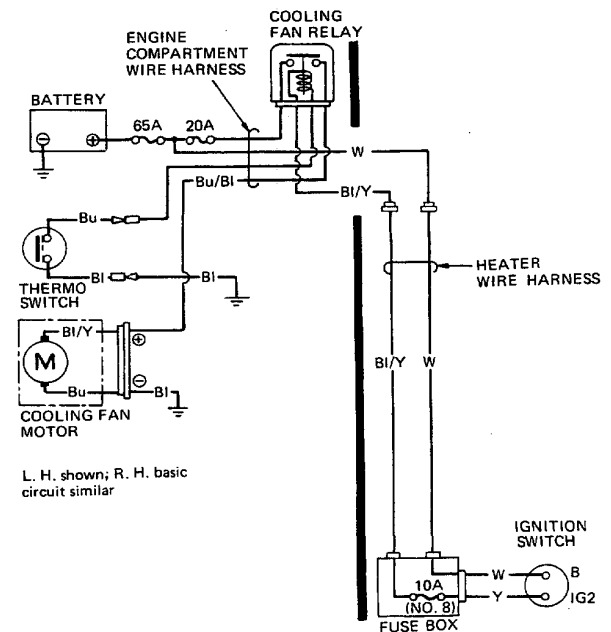 COOLING
FAN RELAY
ENGINE
COMPARTMENT
WIRE HARNESS
BATTERY
65A
20A
W
Bu/Bl
Bl/Y
Bu
HEATER
WIRE HARNESS
Bl
Bl
THERMO
SWITCH
Bl/Y
M
Bl/Y
W
Bu
Bl
COOLING FAN
MOTOR
L. H. shown; R. H. basic
circuit similar
IGNITION
SWITCH
W
B
10A
Y
IG2
(NO. 8)
FUSE BOX